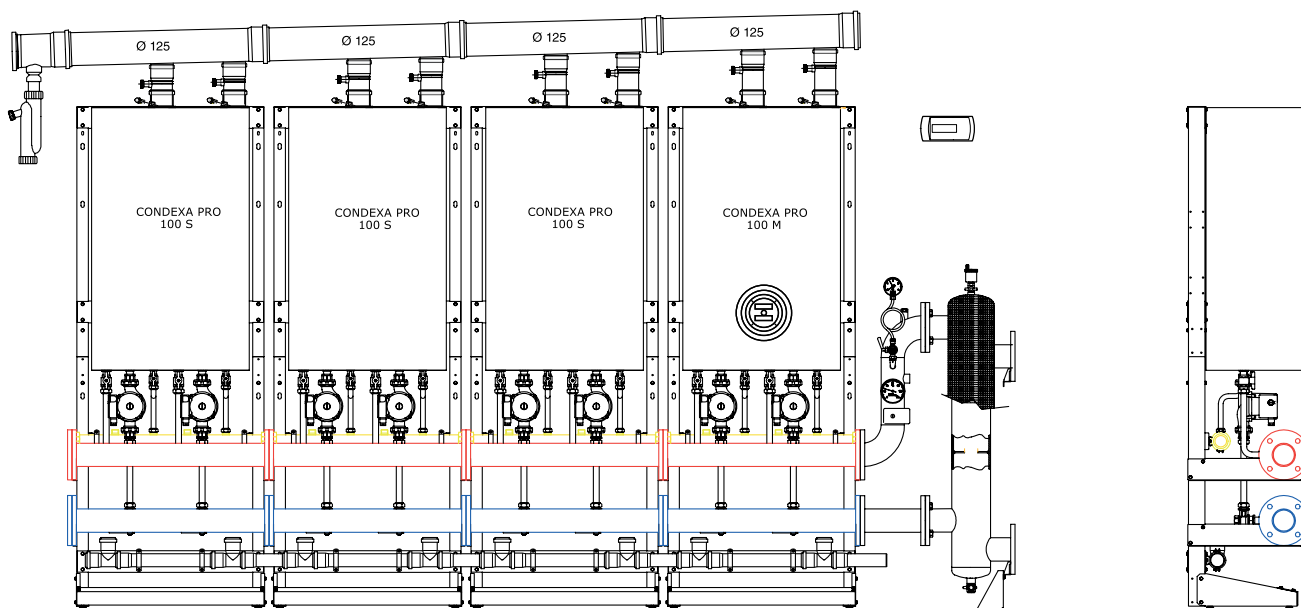 Ø 125
Ø 125
Ø 125
Ø 125
CONDEXA PRO
100 S
CONDEXA PRO
100 S
CONDEXA PRO
100 S
CONDEXA PRO
100 M